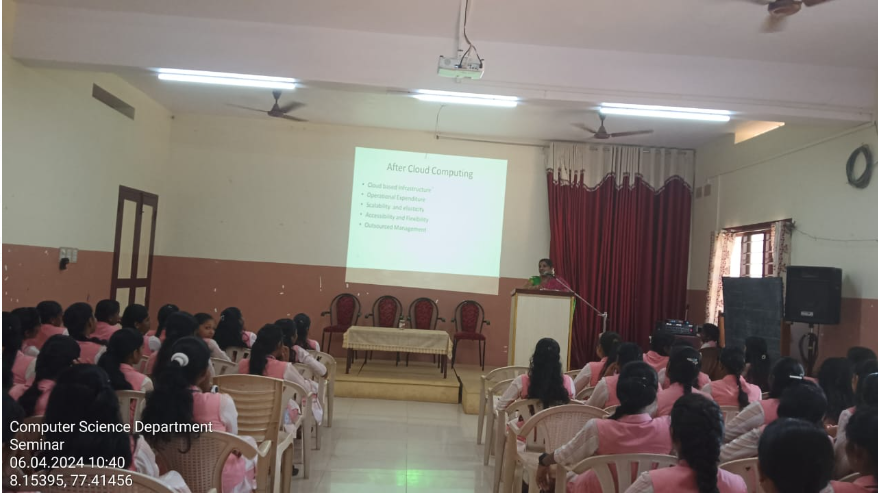 After Cloud Computing
• Cloud based Infrastructure
• Operational Expenditure
• Scalability and elasticity
• Accessibility and Flexibility
• Outsourced Management
Computer Science Department
Seminar
06.04.2024 10:40
8.15395, 77.41456